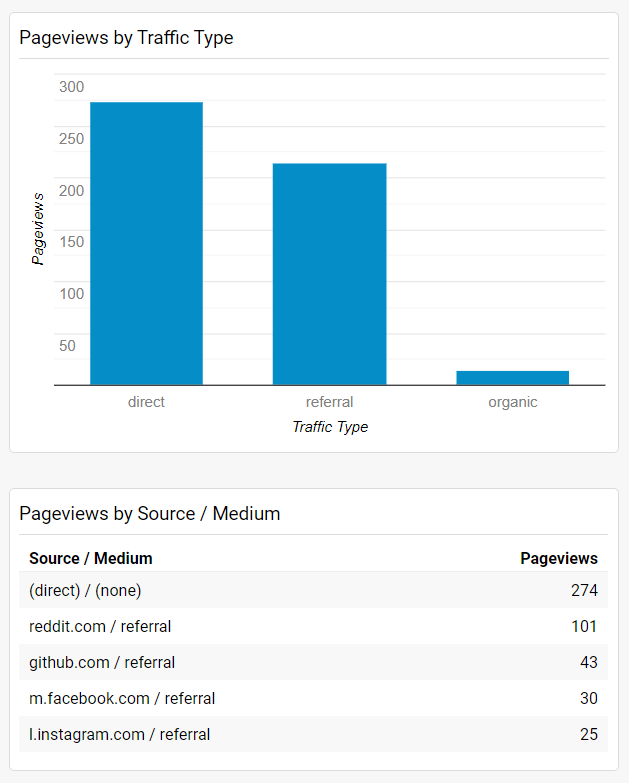 Pageviews by Traffic Type
300
250
200
150
100
50
Pageviews
direct referral organic
Traffic Type
Pageviews by Source / Medium
Source / Medium Pageviews
(direct) / (none) 274
reddit.com / referral 101
github.com / referral 43
m.facebook.com / referral 30
l.instagram.com / referral 25